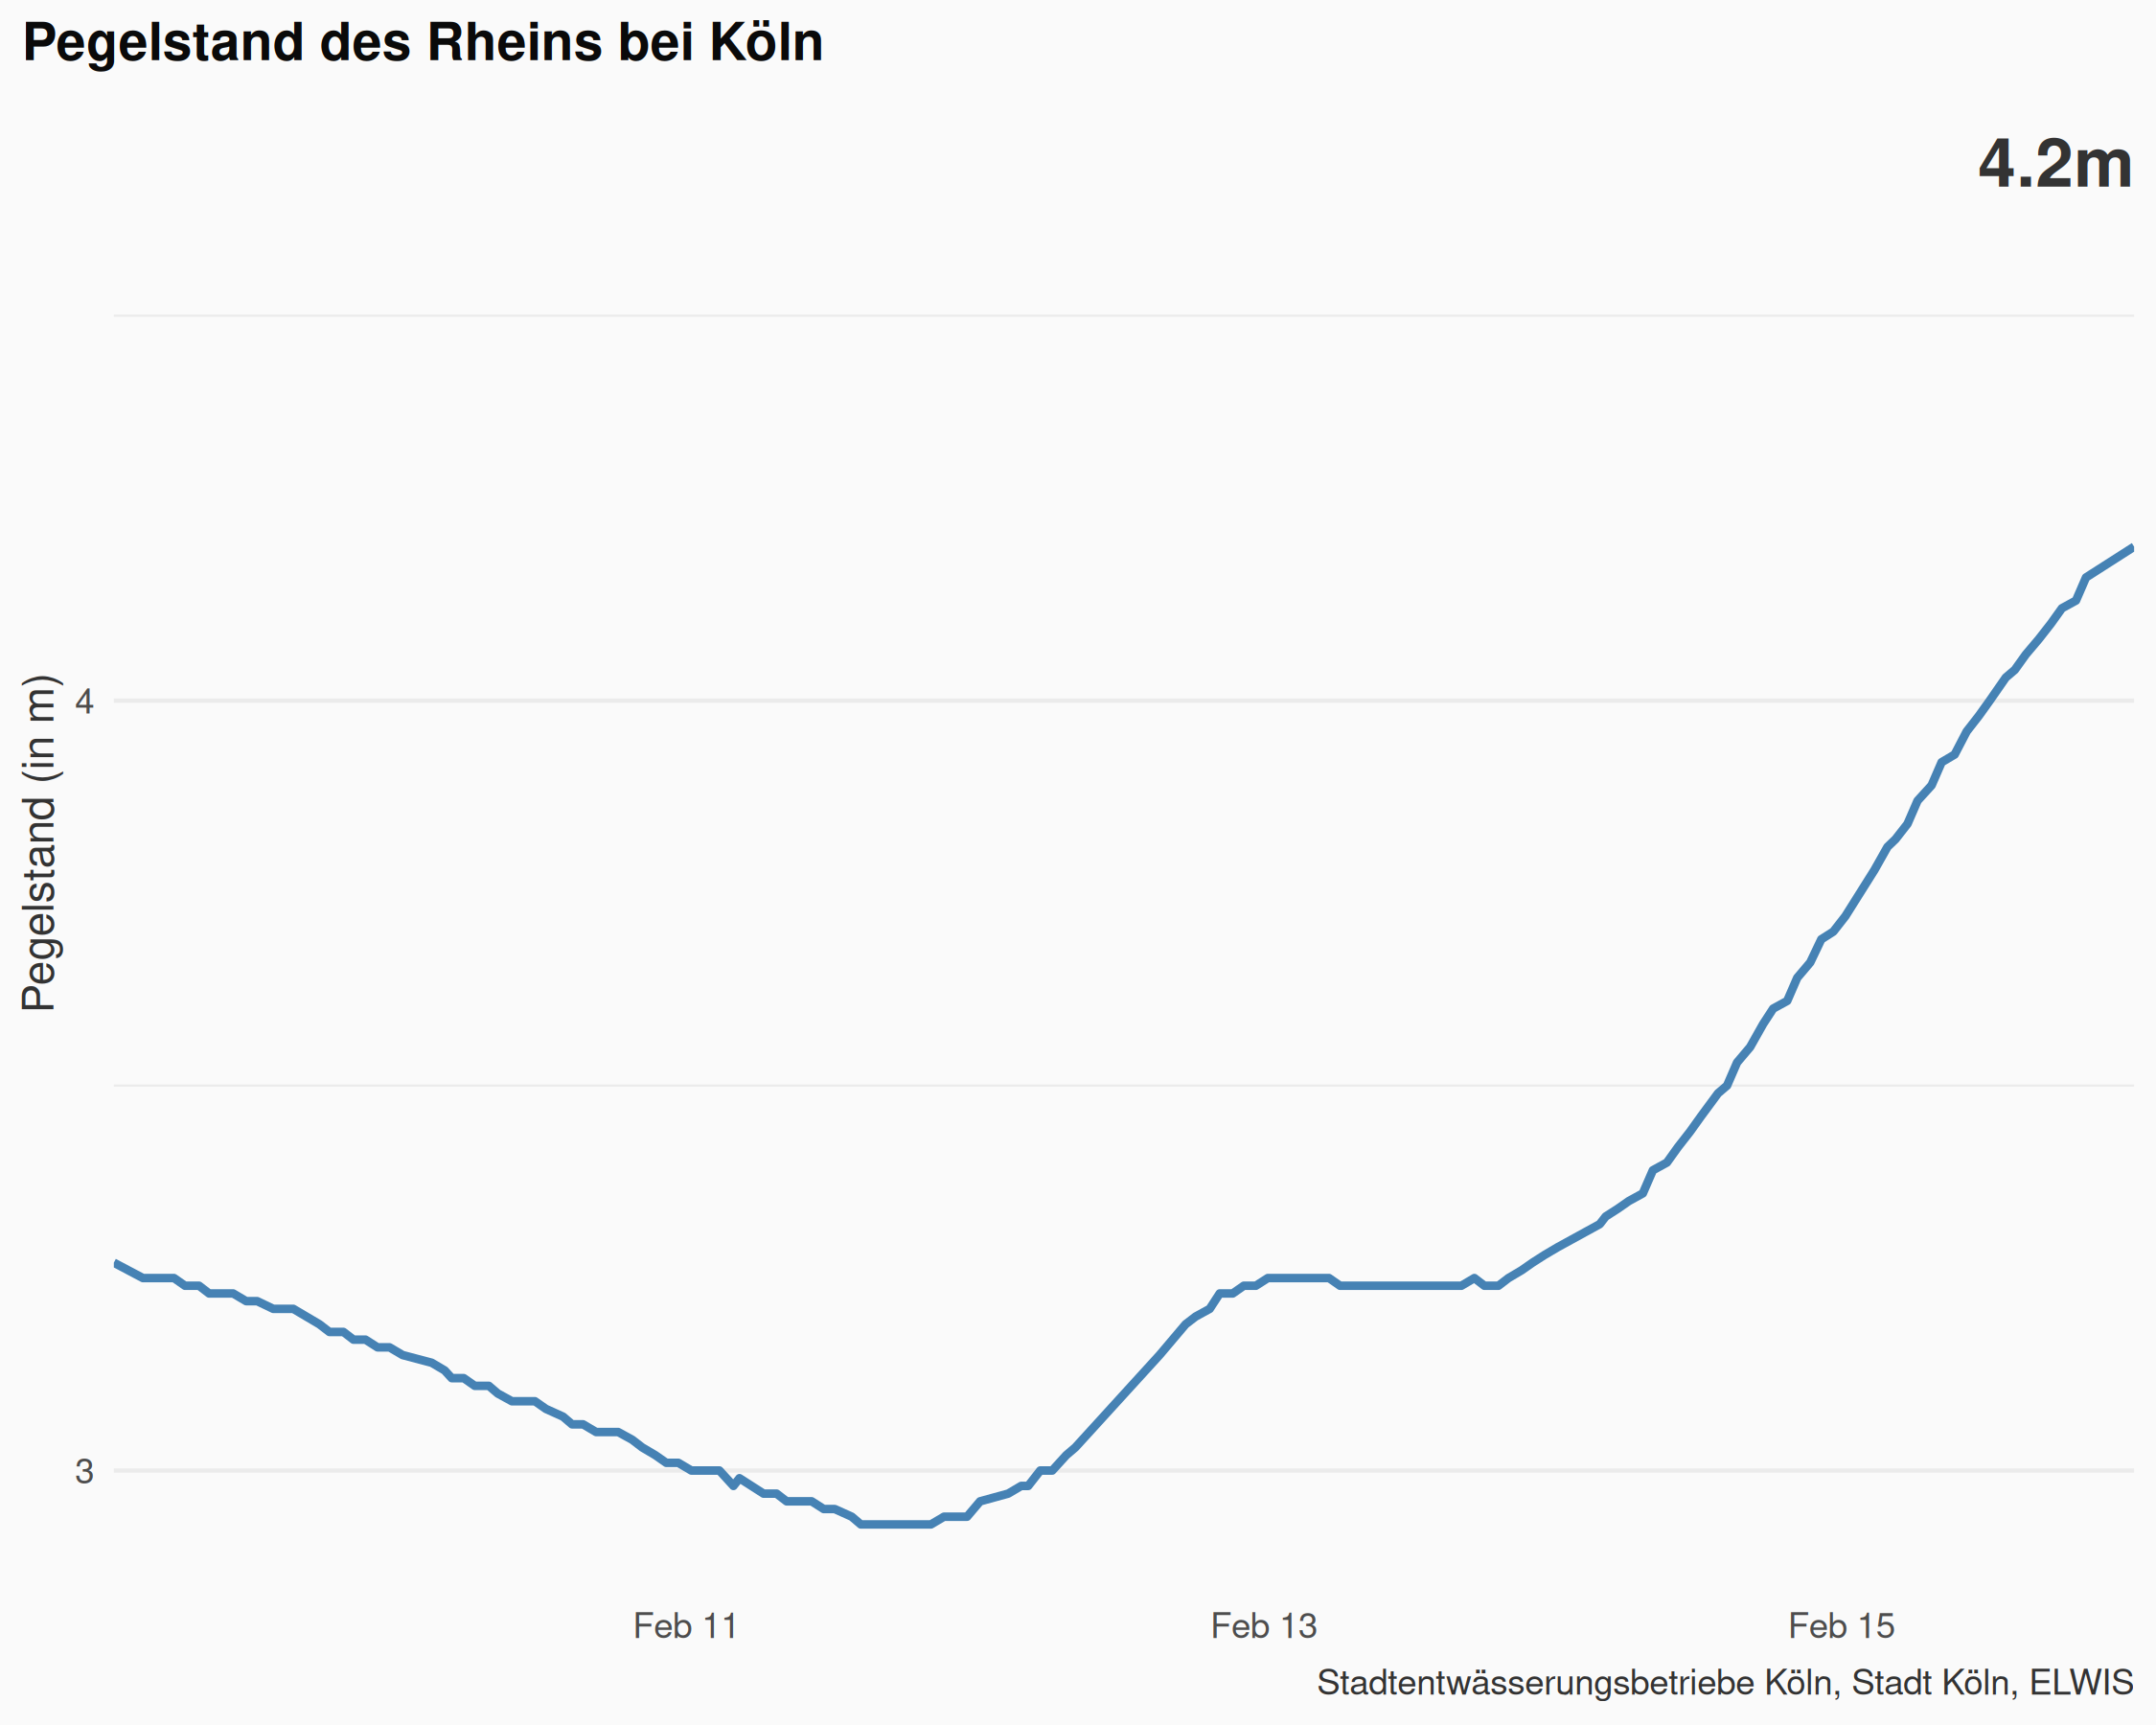 Pegelstand des Rheins bei Köln
4.2m
Pegelstand (in m)
4
3
Feb 11
Feb 13
Feb 15
Stadtentwässerungsbetriebe Köln, Stadt Köln, ELWIS